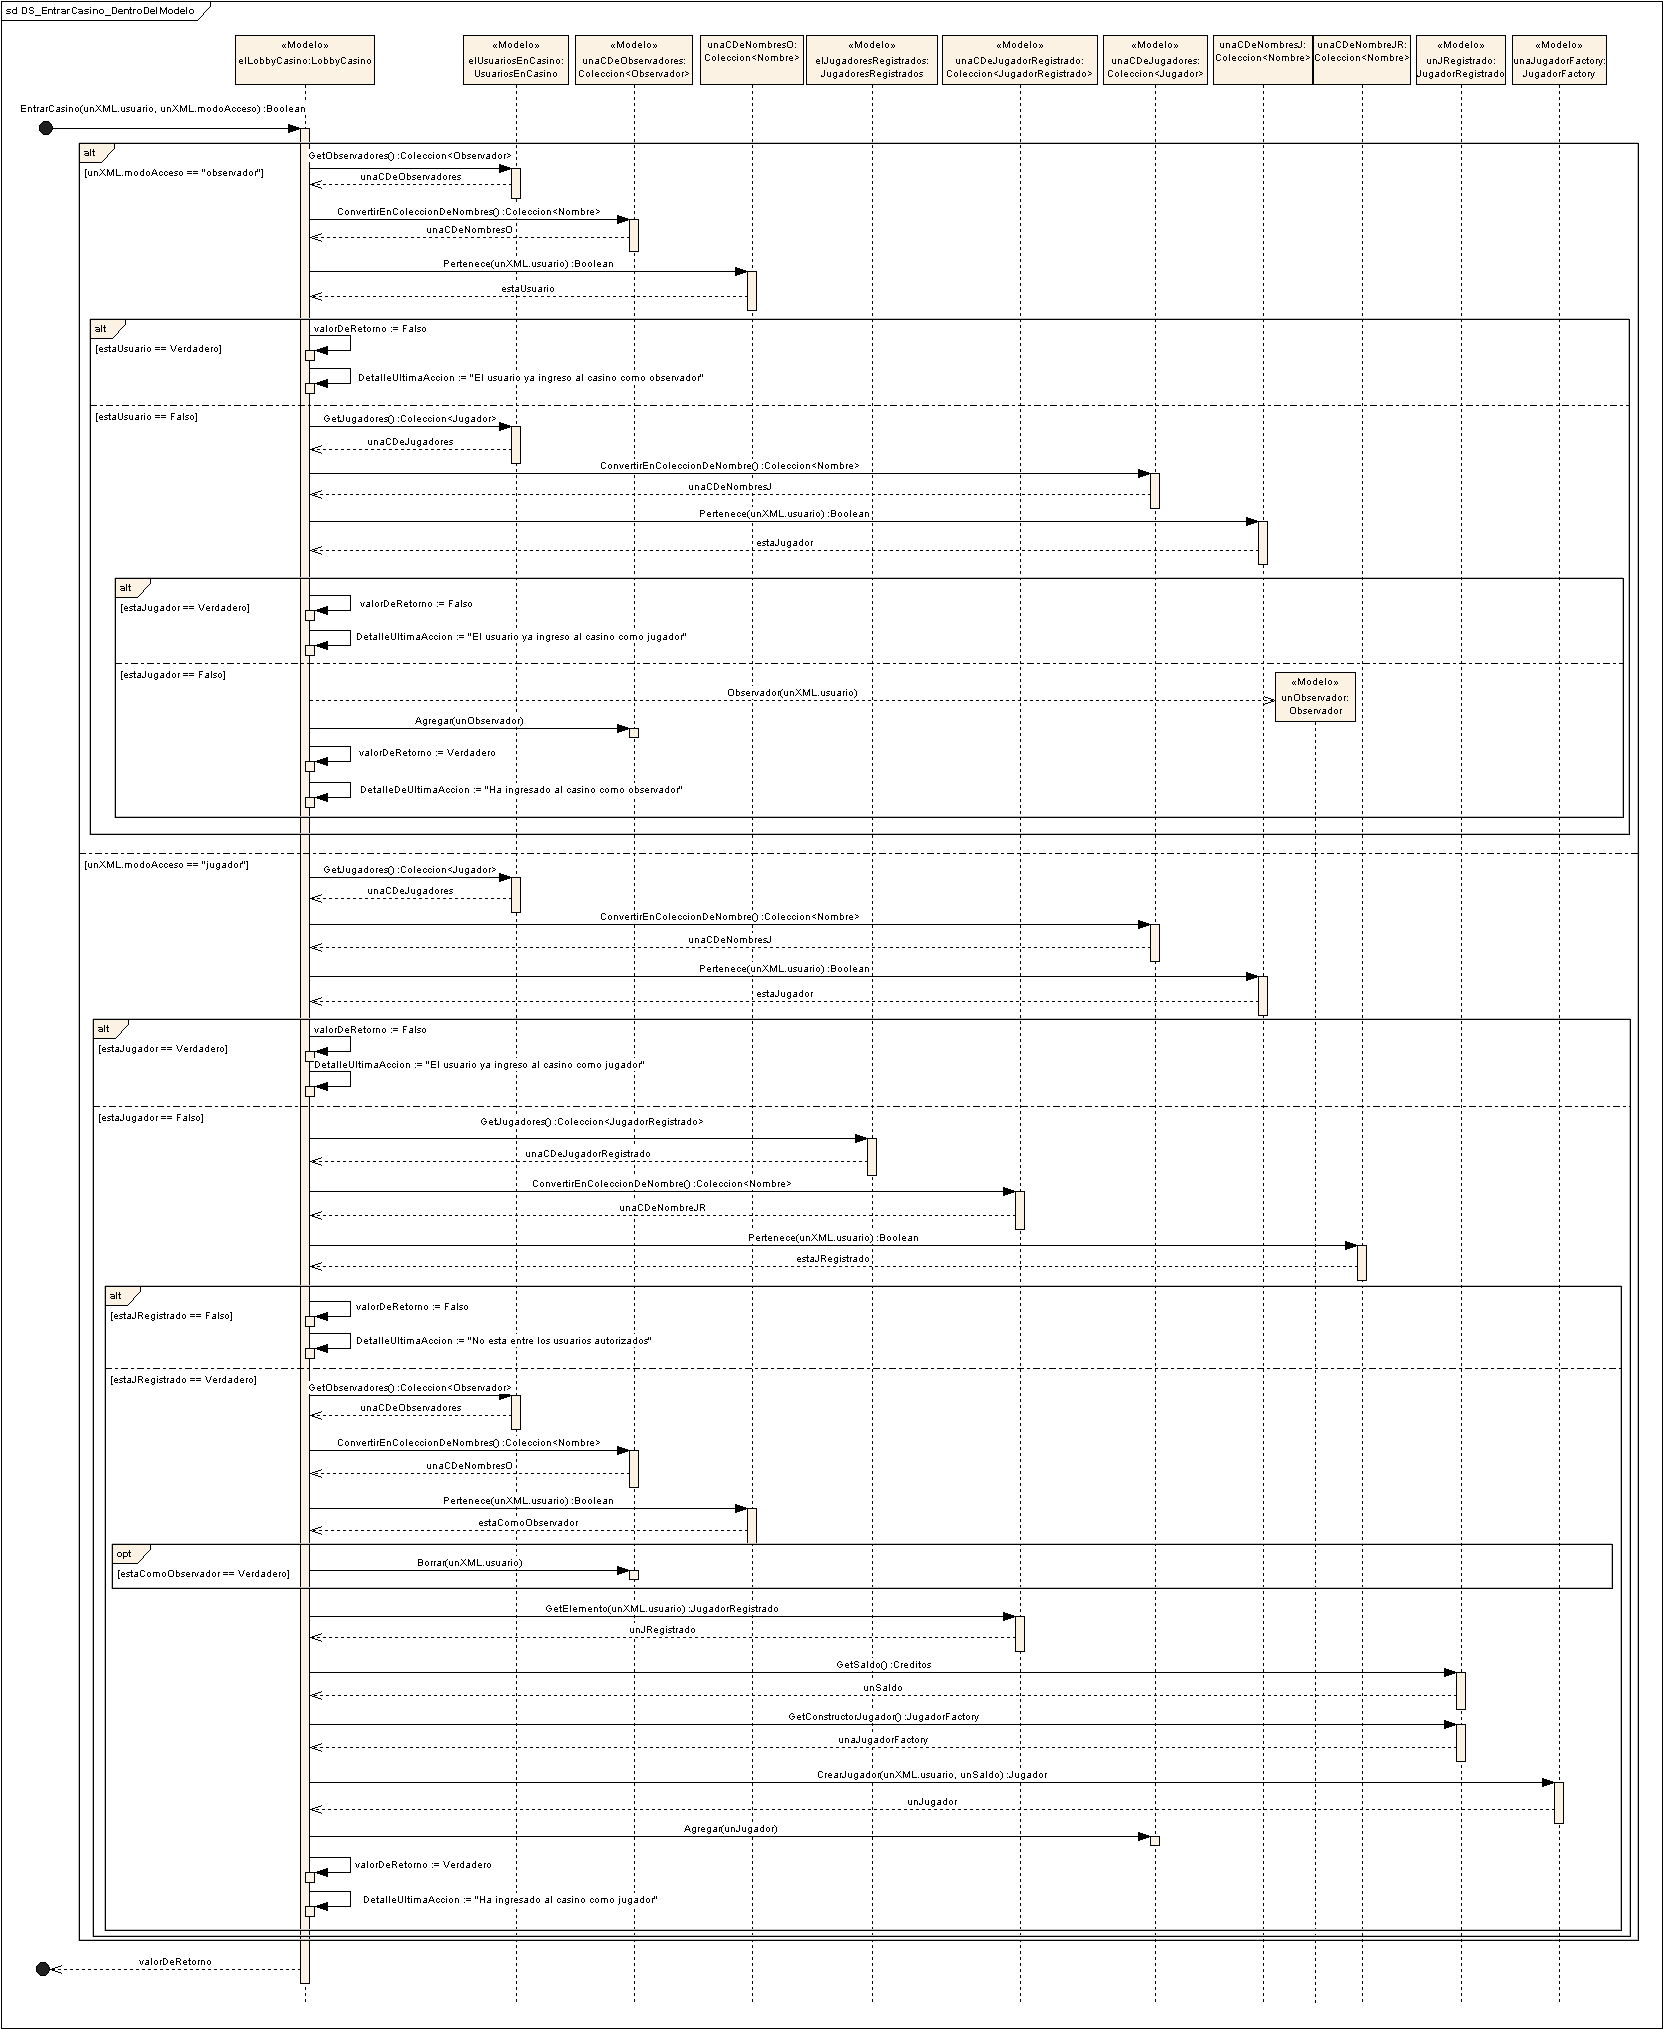 sd DS_EntrarCasino_DentroDelModelo
«Modelo»
elLobbyCasino:LobbyCasino
«Modelo»
elUsuariosEnCasino:
UsuariosEnCasino
«Modelo»
unaCDeObservadores:
Coleccion<Observador>
unaCDeNombresO:
Coleccion<Nombre>
«Modelo»
elJugadoresRegistrados:
JugadoresRegistrados
«Modelo»
unaCDeJugadorRegistrado:
Coleccion<JugadorRegistrado>
«Modelo»
unaCDeJugadores:
Coleccion<Jugador>
unaCDeNombresJ:
Coleccion<Nombre>
unaCDeNombreJR:
Coleccion<Nombre>
«Modelo»
unJRegistrado:
JugadorRegistrado
«Modelo»
unaJugadorFactory:
JugadorFactory
EntrarCasino(unXML.usuario, unXML.modoAcceso) :Boolean
alt
[unXML.modoAcceso == "observador"]
GetObservadores() :Coleccion<Observador>
unaCDeObservadores
ConvertirEnColeccionDeNombres() :Coleccion<Nombre>
unaCDeNombresO
Pertenece(unXML.usuario) :Boolean
estaUsuario
alt
[estaUsuario == Verdadero]
valorDeRetorno := Falso
DetalleUltimaAccion := "El usuario ya ingreso al casino como observador"
[estaUsuario == Falso]
GetJugadores() :Coleccion<Jugador>
unaCDeJugadores
ConvertirEnColeccionDeNombre() :Coleccion<Nombre>
unaCDeNombresJ
Pertenece(unXML.usuario) :Boolean
estaJugador
alt
[estaJugador == Verdadero]
valorDeRetorno := Falso
DetalleUltimaAccion := "El usuario ya ingreso al casino como jugador"
[estaJugador == Falso]
Observador(unXML.usuario)
«Modelo»
unObservador:
Observador
Agregar(unObservador)
valorDeRetorno := Verdadero
DetalleDeUltimaAccion := "Ha ingresado al casino como observador"
[unXML.modoAcceso == "jugador"]
GetJugadores() :Coleccion<Jugador>
unaCDeJugadores
ConvertirEnColeccionDeNombre() :Coleccion<Nombre>
unaCDeNombresJ
Pertenece(unXML.usuario) :Boolean
estaJugador
alt
[estaJugador == Verdadero]
valorDeRetorno := Falso
DetalleUltimaAccion := "El usuario ya ingreso al casino como jugador"
[estaJugador == Falso]
GetJugadores() :Coleccion<JugadorRegistrado>
unaCDeJugadorRegistrado
ConvertirEnColeccionDeNombre() :Coleccion<Nombre>
unaCDeNombreJR
Pertenece(unXML.usuario) :Boolean
estaJRegistrado
alt
[estaJRegistrado == Falso]
valorDeRetorno := Falso
DetalleUltimaAccion := "No esta entre los usuarios autorizados"
[estaJRegistrado == Verdadero]
GetObservadores() :Coleccion<Observador>
unaCDeObservadores
ConvertirEnColeccionDeNombres() :Coleccion<Nombre>
unaCDeNombresO
Pertenece(unXML.usuario) :Boolean
estaComoObservador
opt
[estaComoObservador == Verdadero]
Borrar(unXML.usuario)
GetElemento(unXML.usuario) :JugadorRegistrado
unJRegistrado
GetSaldo() :Creditos
unSaldo
GetConstructorJugador() :JugadorFactory
unaJugadorFactory
CrearJugador(unXML.usuario, unSaldo) :Jugador
unJugador
Agregar(unJugador)
valorDeRetorno := Verdadero
DetalleUltimaAccion := "Ha ingresado al casino como jugador"
valorDeRetorno